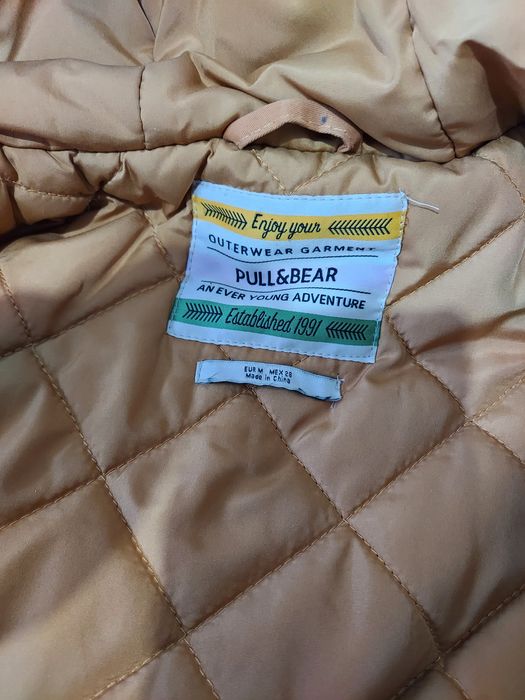 Enjoy your
OUTERWEAR GARMENT
PULL&BEAR
AN EVER YOUNG ADVENTURE
Established 1991
EUR M MEX 28
Made in China